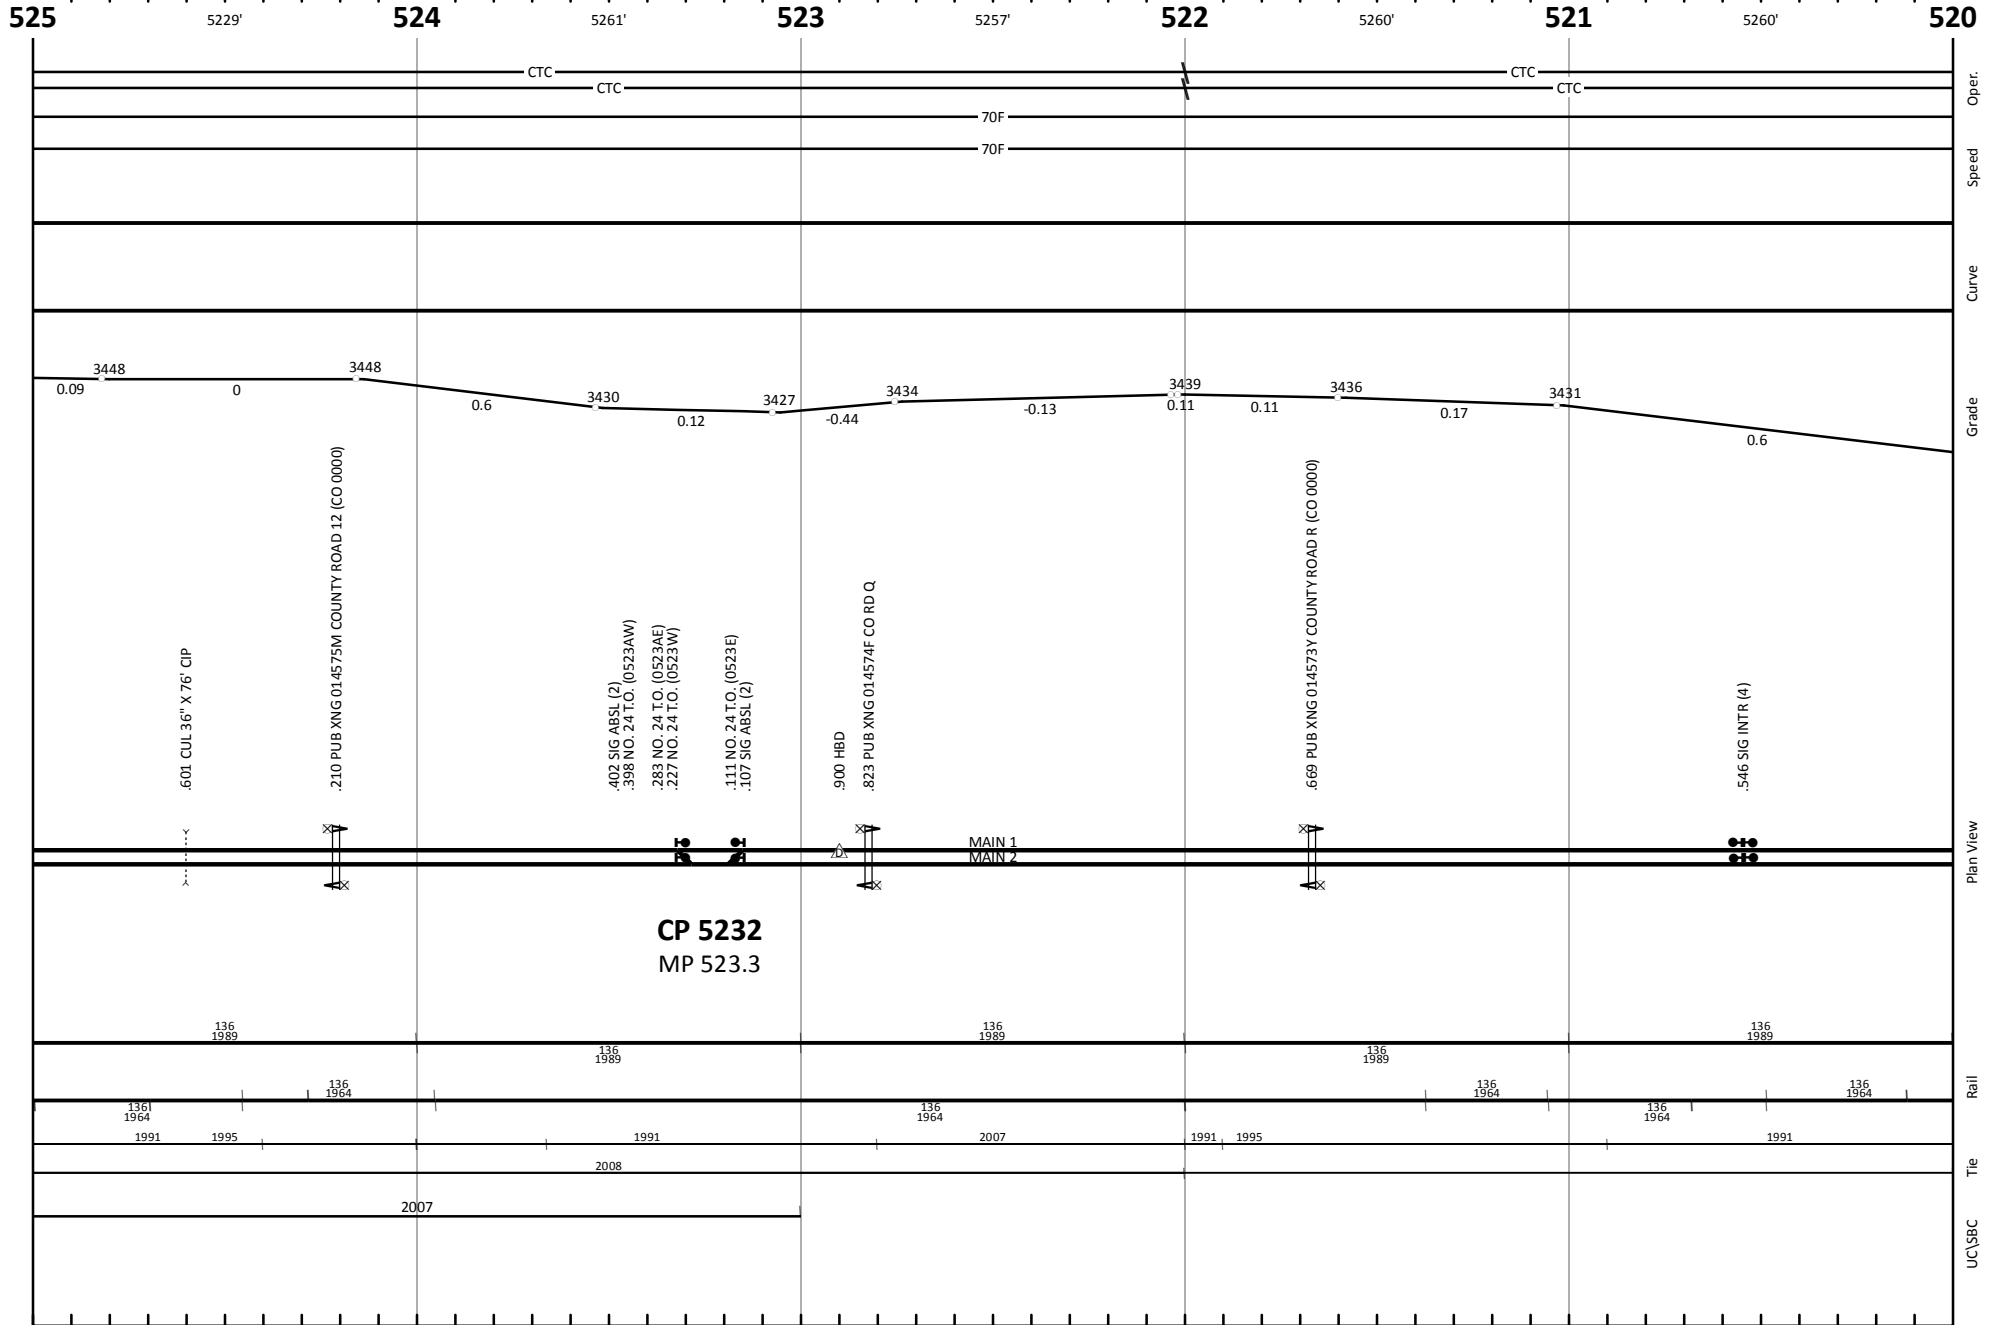 525 5229' 524 5261' 523 5257' 522 5260' 521 5260' 520
CTC CTC
CTC CTC
Oper.
70F
70F
Speed
Curve
3448 3448 3430 3427 3434 3439 3436 3431
0.09 0 0.6 0.12 -0.44 -0.13 0.11 0.11 0.17 0.6
Grade
.601 CUL 36" X 76' CIP
.210 PUB XNG 014575M COUNTY ROAD 12 (CO 0000)
.402 SIG ABSL (2)
.398 NO. 24 T.O. (0523AW)
.283 NO. 24 T.O. (0523AE)
.227 NO. 24 T.O. (0523W)
.111 NO. 24 T.O. (0523E)
.107 SIG ABSL (2)
.900 HBD
.823 PUB XNG 014574F CO RD Q
.669 PUB XNG 014573Y COUNTY ROAD R (CO 0000)
.546 SIG INTR (4)
D
MAIN 1
MAIN 2
Plan View
CP 5232
MP 523.3
136 136 136
1989 1989 1989
136 136
1989 1989
136 136 136
1964 1964 1964
136 136 136
1964 1964 1964
Rail
1991 1995 1991 2007 1991 1995 1991
2008
Tie
2007
UC\SBC